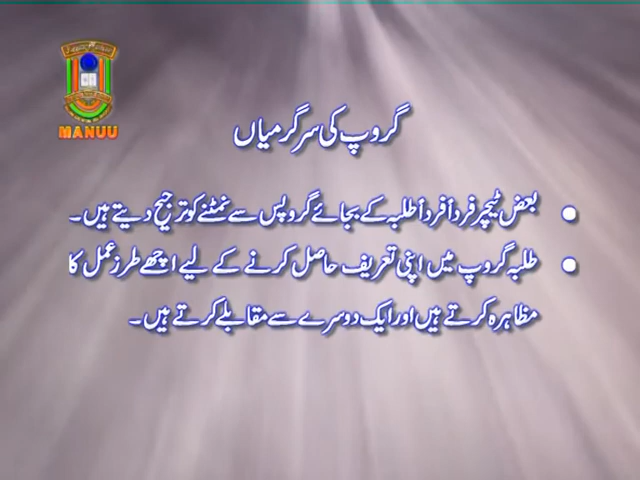 MANUU
گروپ کی سرگرمیاں
• بعض ٹیچر فرداً فرداً طلبہ کے بجائے گروپس سے نمٹنے کو ترجیح دیتے ہیں۔
• طلبہ گروپ میں اپنی تعریف حاصل کرنے کے لیے اچھے طرز عمل کا
مظاہرہ کرتے ہیں اور ایک دوسرے سے مقابلے کرتے ہیں۔